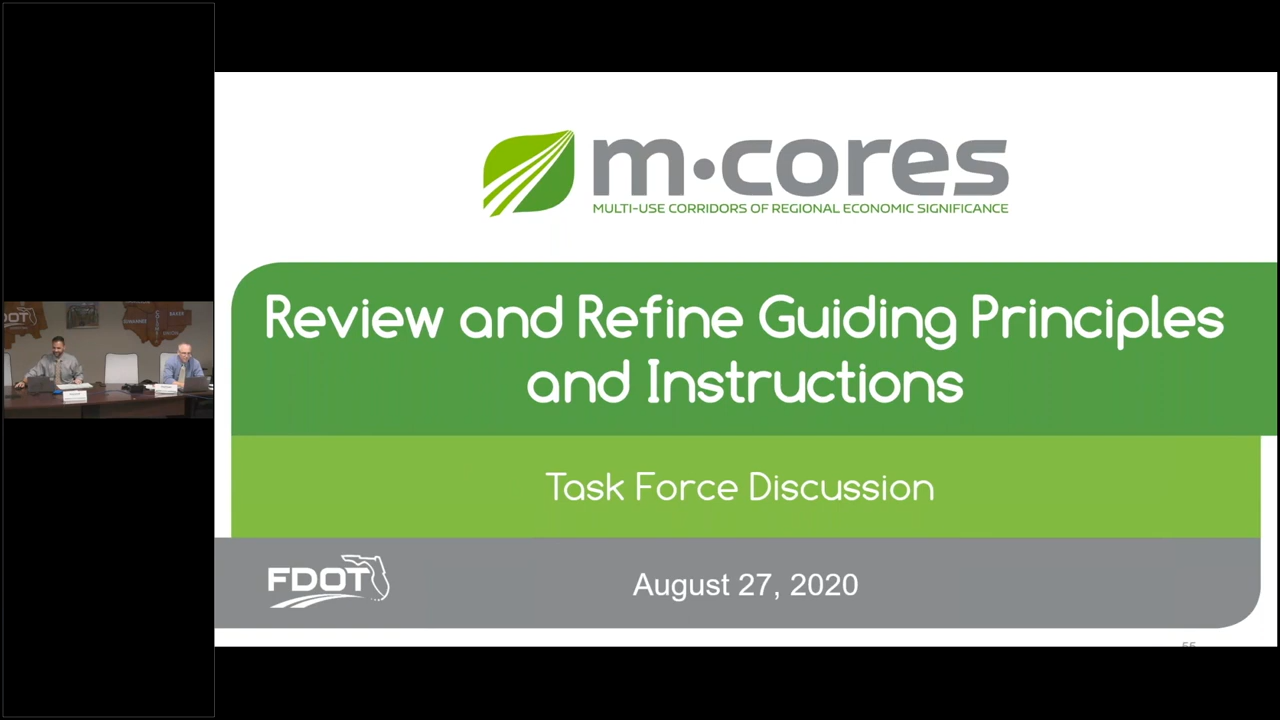 m•cores
MULTI-USE CORRIDORS OF REGIONAL ECONOMIC SIGNIFICANCE
Review and Refine Guiding Principles
and Instructions
Task Force Discussion
FDOT
August 27, 2020
55